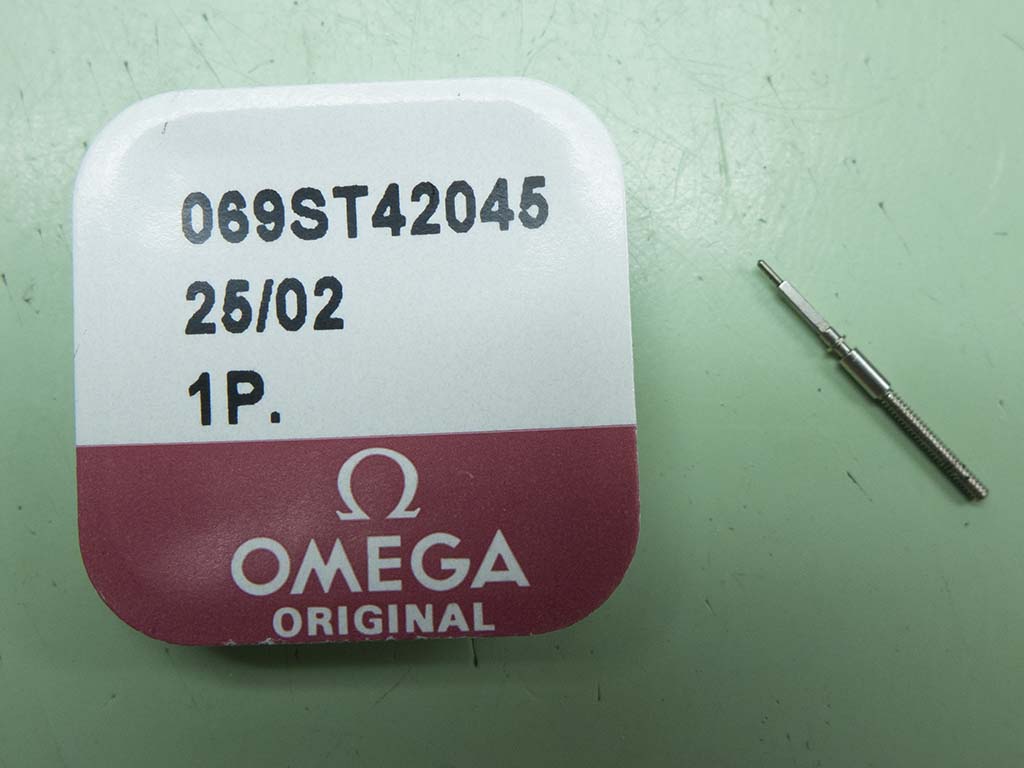 069ST42045
25/02
1P.
Ω
OMEGA
ORIGINAL